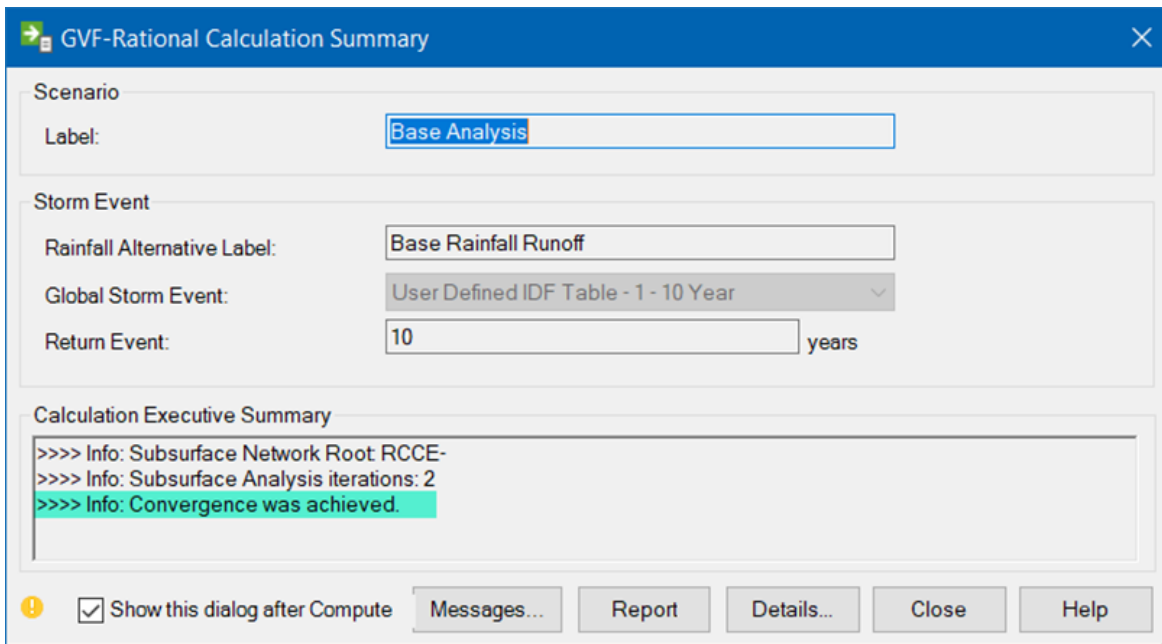 GVF-Rational Calculation Summary
Scenario
Label: Base Analysis
Storm Event
Rainfall Alternative Label: Base Rainfall Runoff
Global Storm Event: User Defined IDF Table - 1 - 10 Year
Return Event: 10 years
Calculation Executive Summary
>>>> Info: Subsurface Network Root: RCCE-
>>>> Info: Subsurface Analysis iterations: 2
>>>> Info: Convergence was achieved.
Show this dialog after Compute Messages... Report Details... Close Help